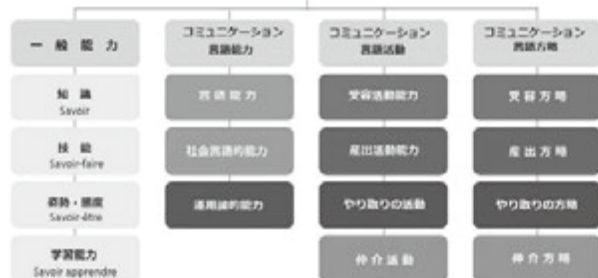 一般能力
知識
Savoir
技能
Savoir-faire
姿勢・態度
Savoir-être
学習能力
Savoir apprendre
コミュニケーション
言語能力
言語能力
社会言語的能力
運用論的能力
コミュニケーション
言語活動
受容活動能力
産出活動能力
やり取りの活動
仲介活動
コミュニケーション
言語方略
受容方略
産出方略
やり取りの方略
仲介方略